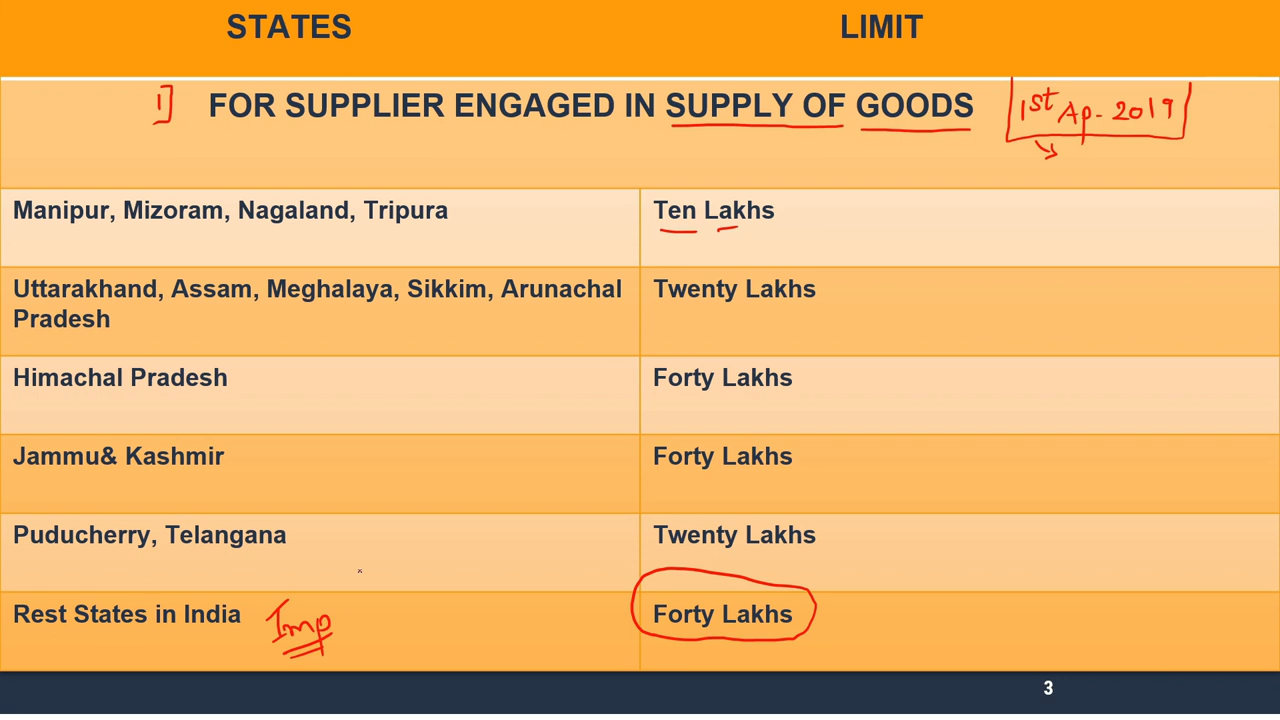 STATES LIMIT
1] FOR SUPPLIER ENGAGED IN SUPPLY OF GOODS 1st Ap. 2019
Manipur, Mizoram, Nagaland, Tripura Ten Lakhs
Uttarakhand, Assam, Meghalaya, Sikkim, Arunachal Twenty Lakhs
Pradesh
Himachal Pradesh Forty Lakhs
Jammu& Kashmir Forty Lakhs
Puducherry, Telangana Twenty Lakhs
Rest States in India Imp Forty Lakhs
3